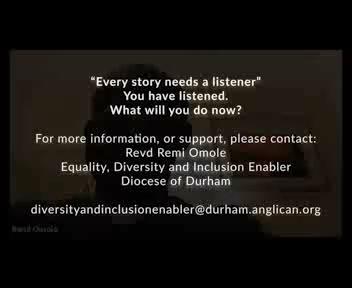 “Every story needs a listener”
You have listened.
What will you do now?
For more information, or support, please contact:
Revd Remi Omole
Equality, Diversity and Inclusion Enabler
Diocese of Durham
diversityandinclusionenabler@durham.anglican.org